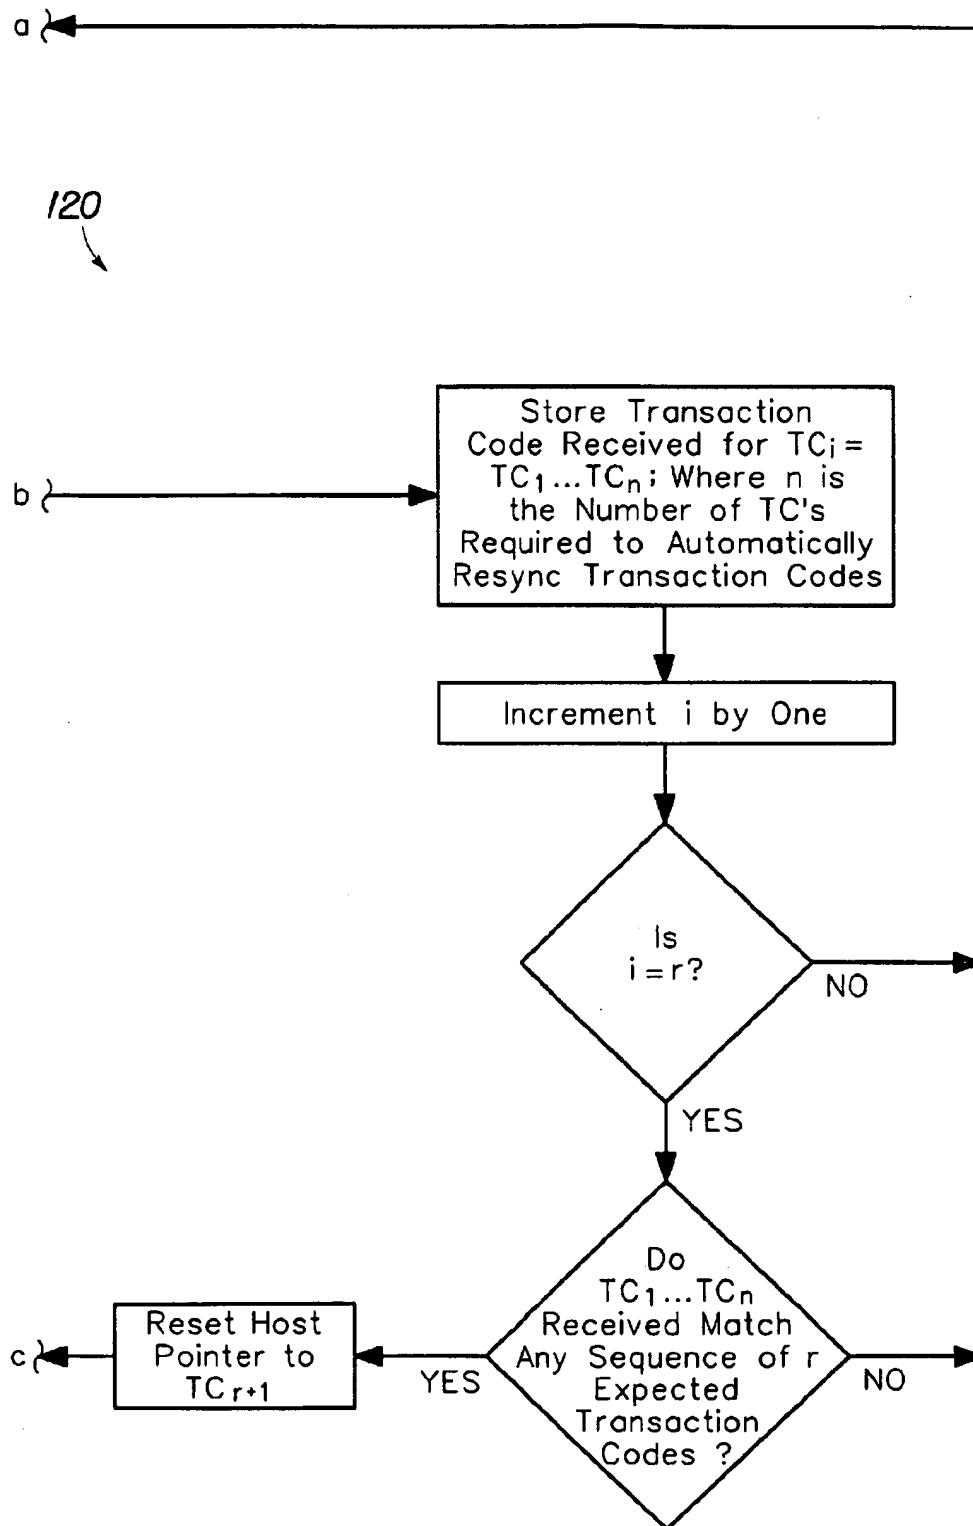 a
120
b
Store Transaction
Code Received for TCi =
TC1...TCn; Where n is
the Number of TC's
Required to Automatically
Resync Transaction Codes
Increment i by One
Is
i = r?
NO
YES
Do
TC1...TCn
Received Match
Any Sequence of r
Expected
Transaction
Codes ?
YES
NO
Reset Host
Pointer to
TCr+1
c